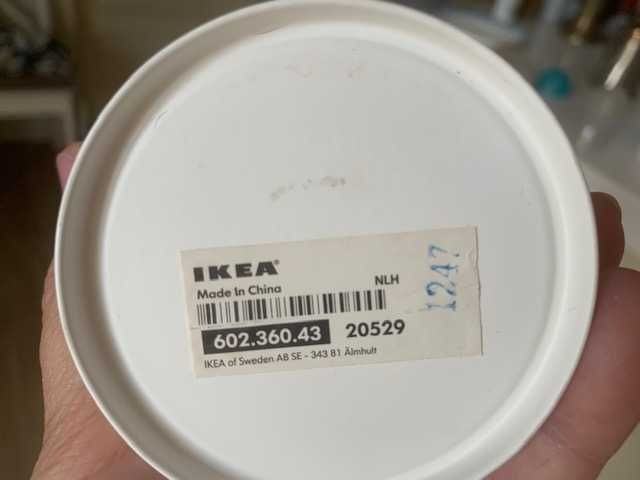 IKEA®
Made In China NLH
602.360.43 20529
IKEA of Sweden AB SE - 343 81 Älmhult
1247